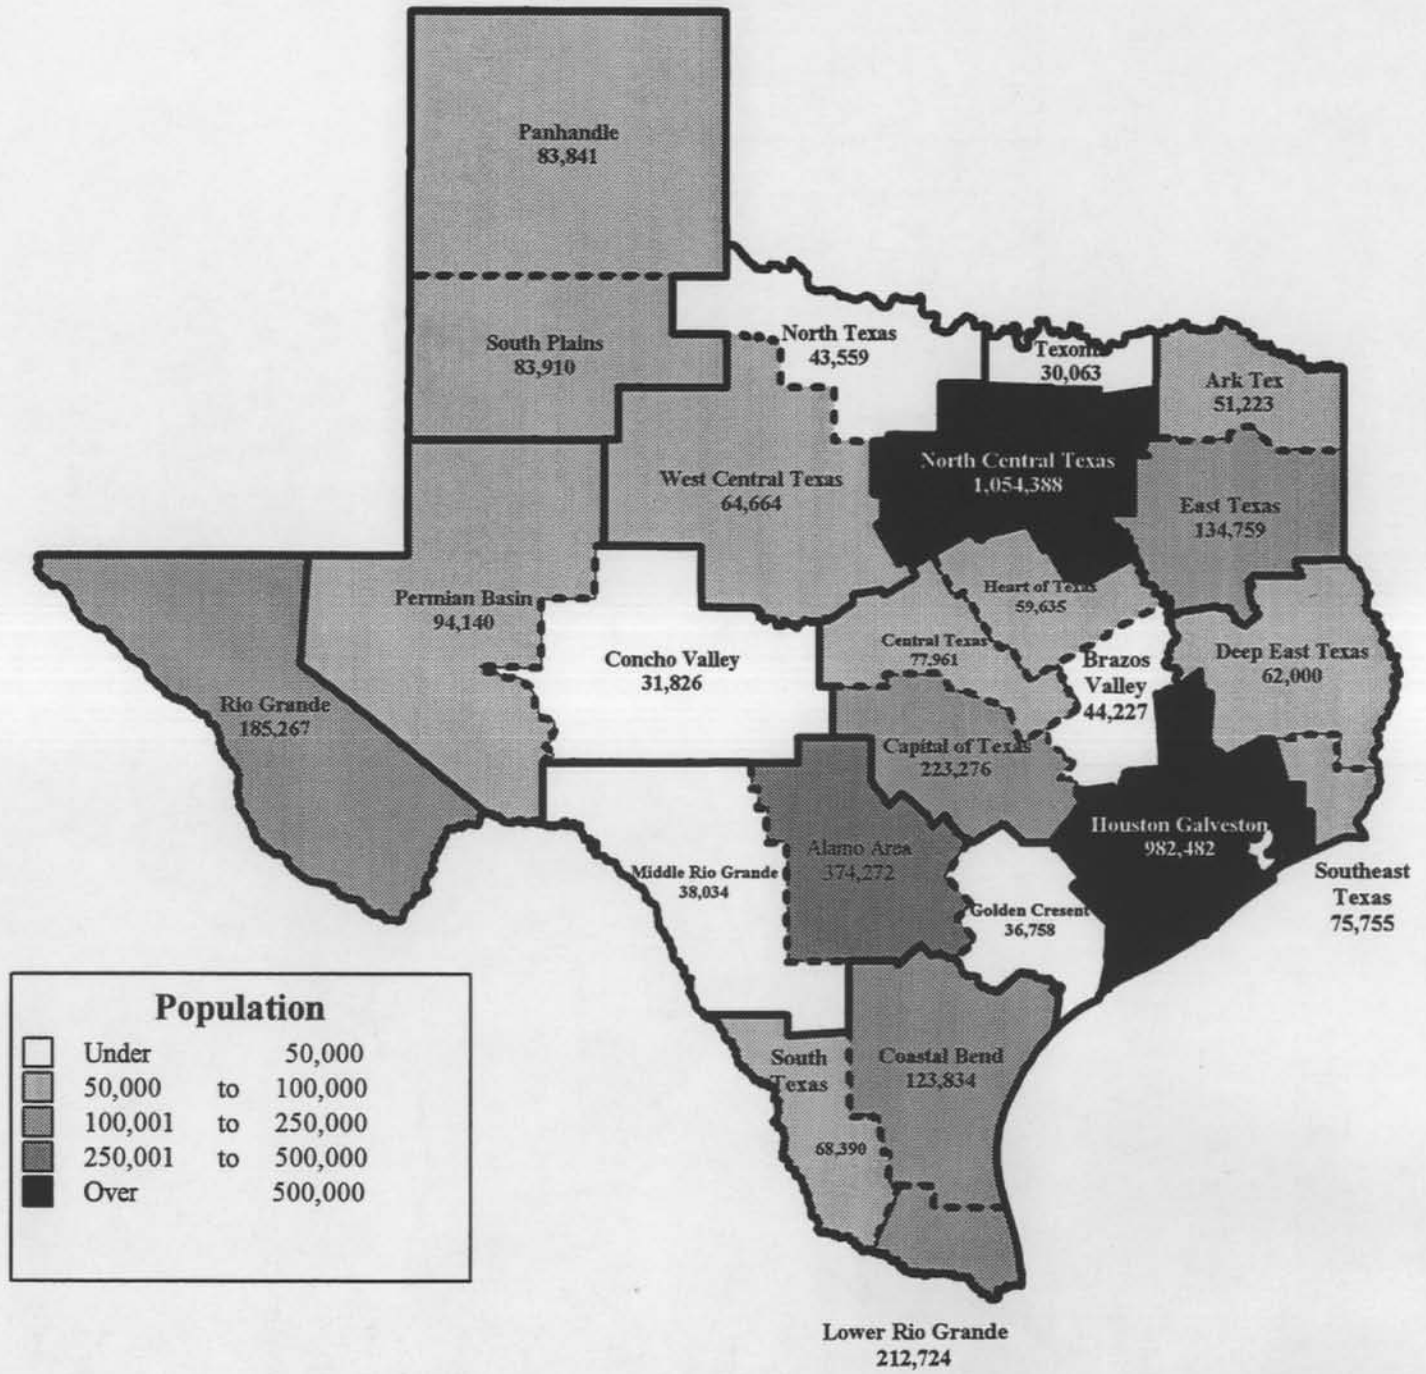 Panhandle
83,841
South Plains
83,910
North Texas
43,559
Texoma
30,063
Ark Tex
51,223
West Central Texas
64,664
North Central Texas
1,054,388
East Texas
134,759
Permian Basin
94,140
Heart of Texas
59,635
Central Texas
77,961
Concho Valley
31,826
Brazos
Valley
44,227
Deep East Texas
62,000
Rio Grande
185,267
Capital of Texas
223,276
Houston Galveston
982,482
Alamo Area
374,272
Middle Rio Grande
38,034
Southeast
Texas
75,755
Golden Cresent
36,758
South
Texas
68,390
Coastal Bend
123,834
Lower Rio Grande
212,724
Population
Under 50,000
50,000 to 100,000
100,001 to 250,000
250,001 to 500,000
Over 500,000